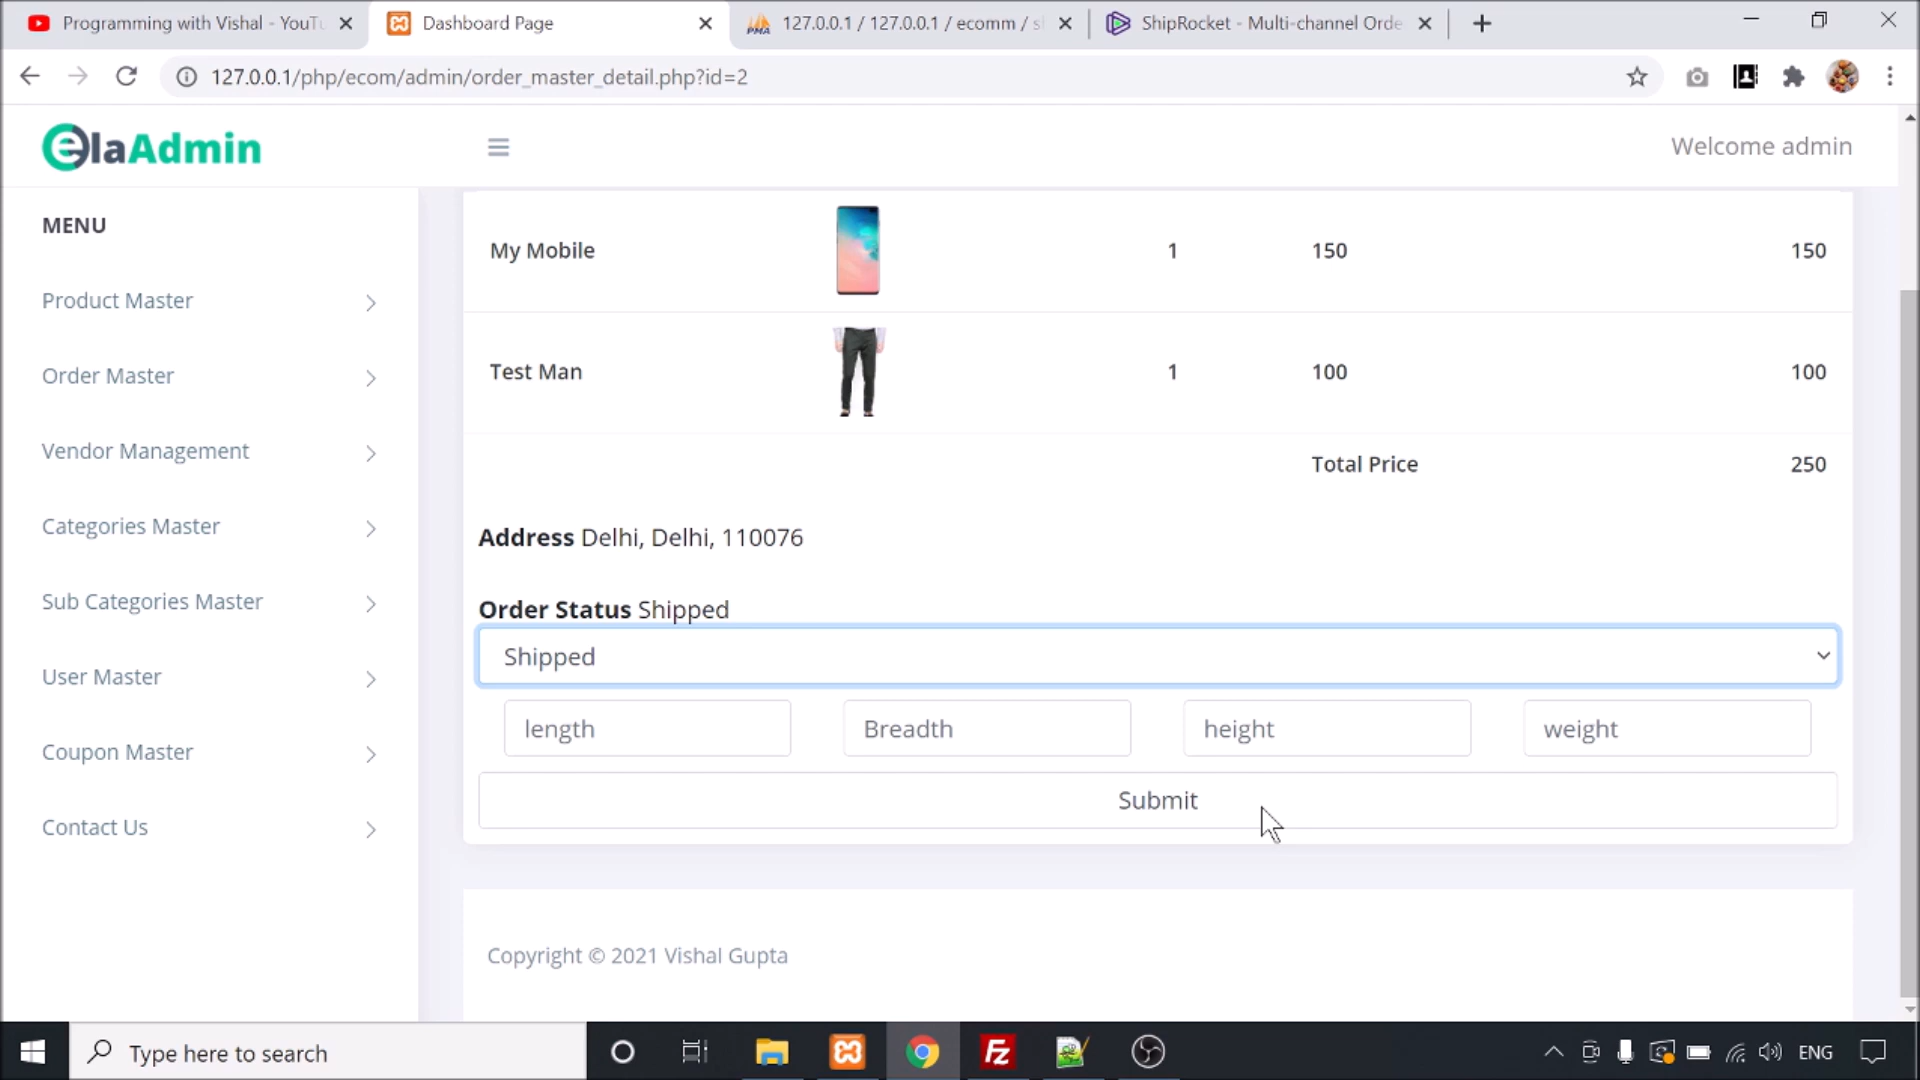 Programming with Vishal - YouTu
Dashboard Page
127.0.0.1 / 127.0.0.1 / ecomm / s
ShipRocket - Multi-channel Orde
127.0.0.1/php/ecom/admin/order_master_detail.php?id=2
elaAdmin
Welcome admin
MENU
Product Master
Order Master
Vendor Management
Categories Master
Sub Categories Master
User Master
Coupon Master
Contact Us
My Mobile 1 150 150
Test Man 1 100 100
Total Price 250
Address Delhi, Delhi, 110076
Order Status Shipped
Shipped
length Breadth height weight
Submit
Copyright © 2021 Vishal Gupta
Type here to search
ENG